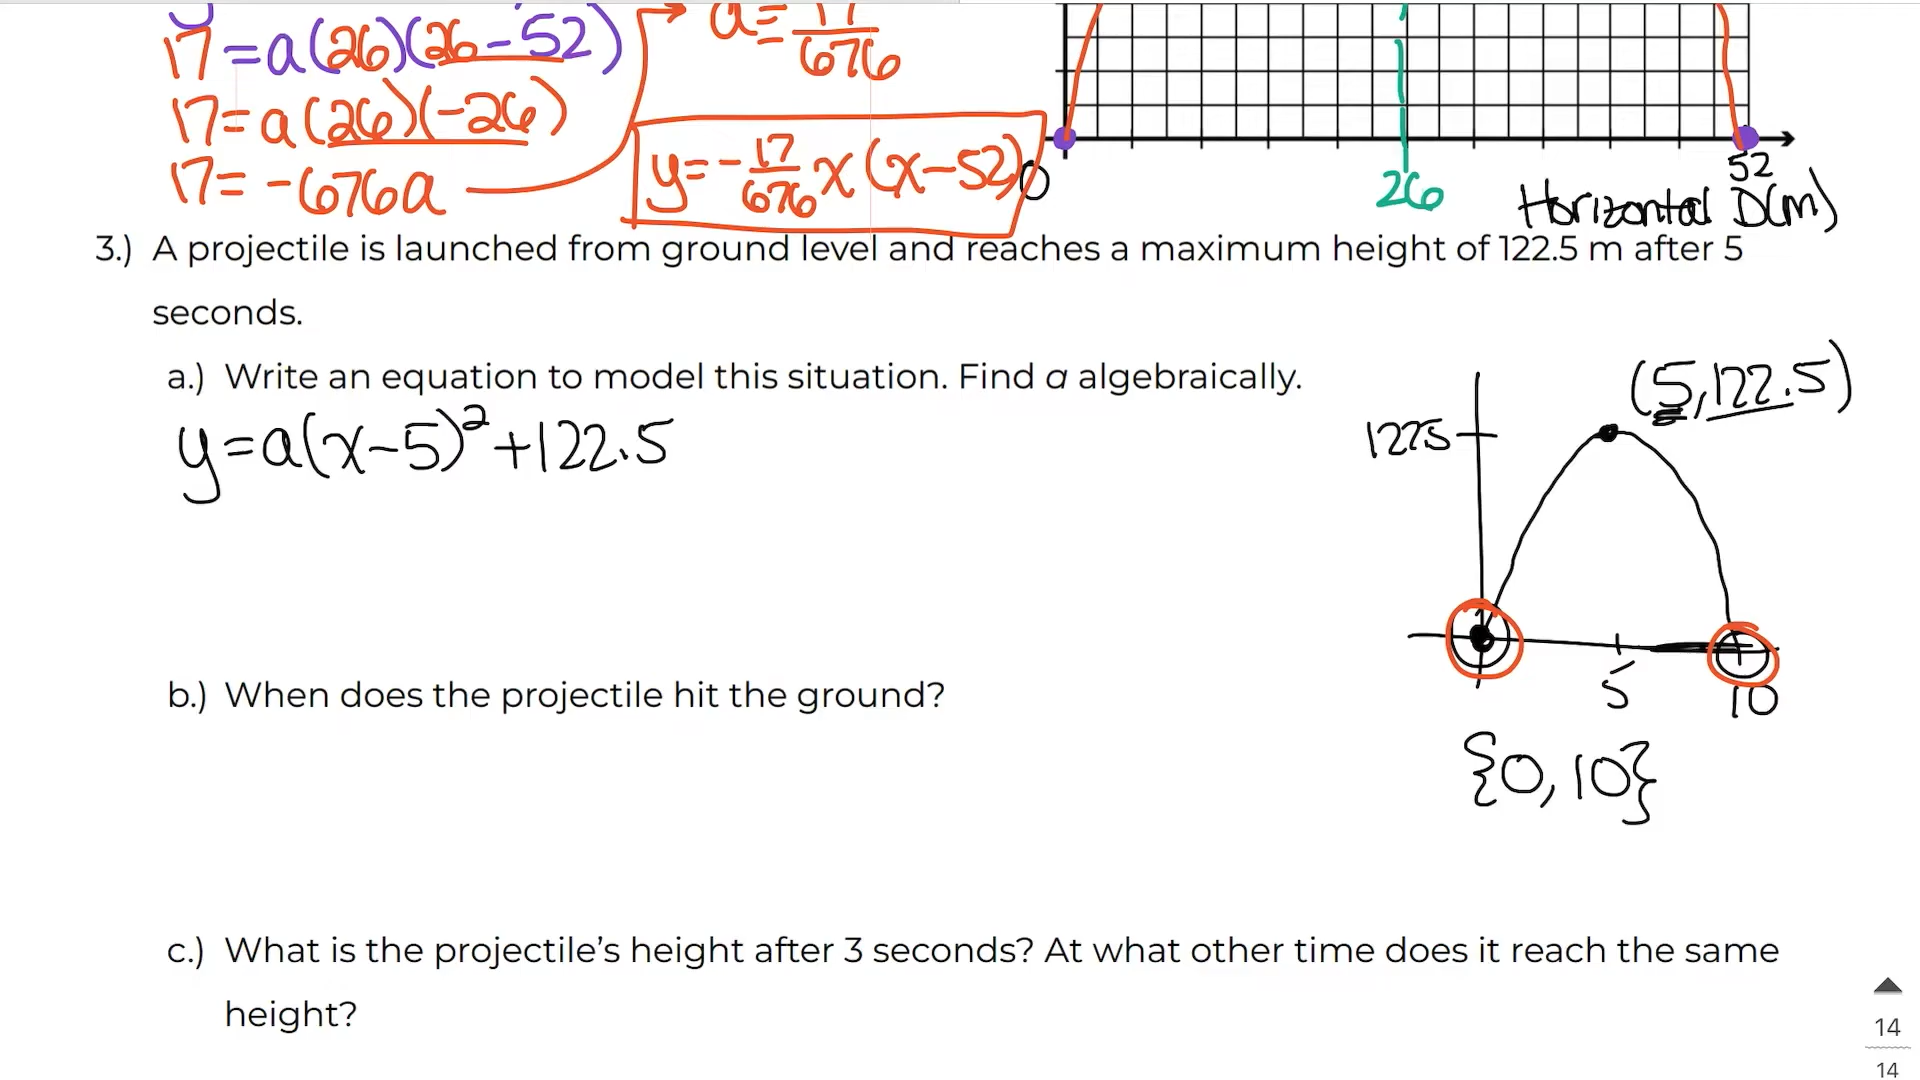 17=a(26)(26-52)
a=17/676
17=a(26)(-26)
17=-676a
y=-17/676x(x-52)
0
26
52
Horizontal D(m)
3.) A projectile is launched from ground level and reaches a maximum height of 122.5 m after 5
seconds.
a.) Write an equation to model this situation. Find a algebraically.
y=a(x-5)²+122.5
(5,122.5)
122.5
5
10
{0,10}
b.) When does the projectile hit the ground?
c.) What is the projectile’s height after 3 seconds? At what other time does it reach the same
height?
14
14